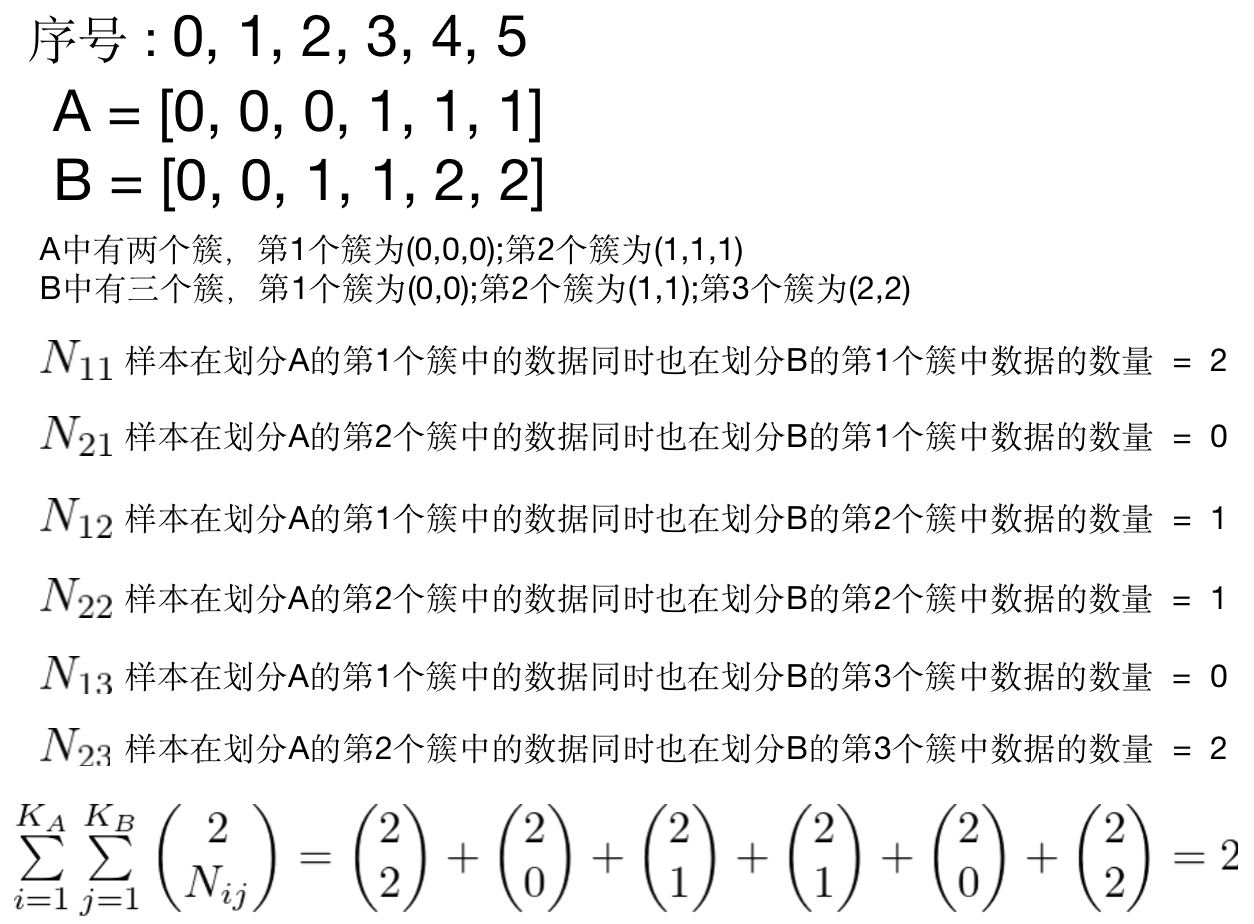 序号 : 0, 1, 2, 3, 4, 5
A = [0, 0, 0, 1, 1, 1]
B = [0, 0, 1, 1, 2, 2]
A中有两个簇，第1个簇为(0,0,0);第2个簇为(1,1,1)
B中有三个簇，第1个簇为(0,0);第2个簇为(1,1);第3个簇为(2,2)
N_{11} 样本在划分A的第1个簇中的数据同时也在划分B的第1个簇中数据的数量 = 2
N_{21} 样本在划分A的第2个簇中的数据同时也在划分B的第1个簇中数据的数量 = 0
N_{12} 样本在划分A的第1个簇中的数据同时也在划分B的第2个簇中数据的数量 = 1
N_{22} 样本在划分A的第2个簇中的数据同时也在划分B的第2个簇中数据的数量 = 1
N_{13} 样本在划分A的第1个簇中的数据同时也在划分B的第3个簇中数据的数量 = 0
N_{23} 样本在划分A的第2个簇中的数据同时也在划分B的第3个簇中数据的数量 = 2
\sum_{i=1}^{K_A} \sum_{j=1}^{K_B} \binom{2}{N_{ij}} = \binom{2}{2} + \binom{2}{0} + \binom{2}{1} + \binom{2}{1} + \binom{2}{0} + \binom{2}{2} = 2